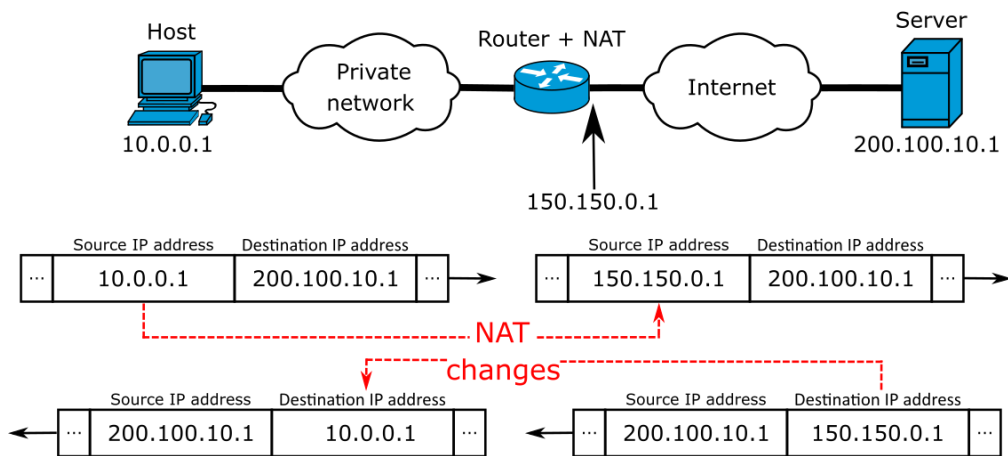 Host
Router + NAT
Server
Private
network
Internet
10.0.0.1
200.100.10.1
150.150.0.1
Source IP address Destination IP address
... 10.0.0.1 200.100.10.1 ...
Source IP address Destination IP address
... 150.150.0.1 200.100.10.1 ...
NAT
changes
Source IP address Destination IP address
... 200.100.10.1 10.0.0.1 ...
Source IP address Destination IP address
... 200.100.10.1 150.150.0.1 ...